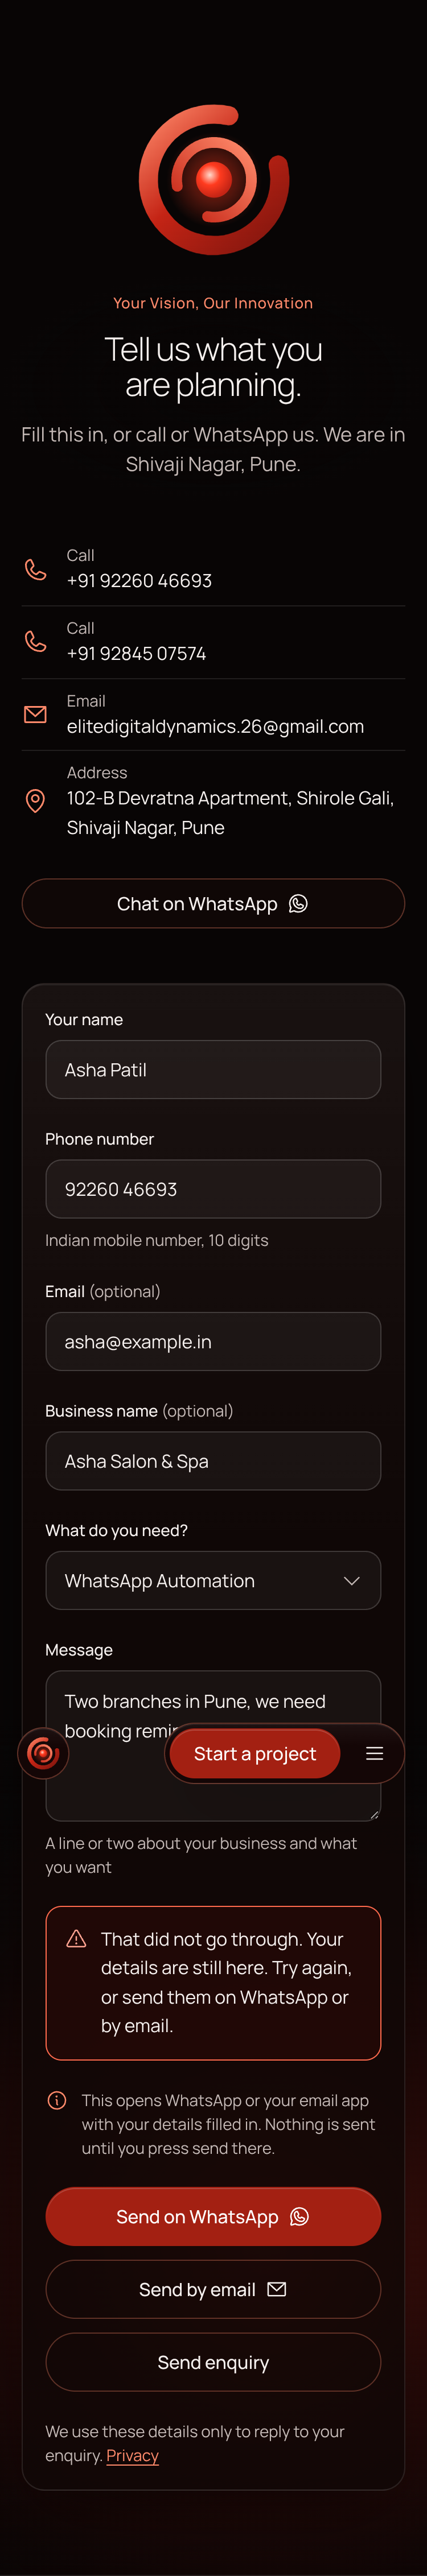 Your Vision, Our Innovation
Tell us what you
are planning.
Fill this in, or call or WhatsApp us. We are in
Shivaji Nagar, Pune.
Call
+91 92260 46693
Call
+91 92845 07574
Email
elitedigitaldynamics.26@gmail.com
Address
102-B Devratna Apartment, Shirole Gali,
Shivaji Nagar, Pune
Chat on WhatsApp
Your name
Asha Patil
Phone number
92260 46693
Indian mobile number, 10 digits
Email (optional)
asha@example.in
Business name (optional)
Asha Salon & Spa
What do you need?
WhatsApp Automation
Message
Two branches in Pune, we need
booking
Start a project
A line or two about your business and what
you want
That did not go through. Your
details are still here. Try again,
or send them on WhatsApp or
by email.
This opens WhatsApp or your email app
with your details filled in. Nothing is sent
until you press send there.
Send on WhatsApp
Send by email
Send enquiry
We use these details only to reply to your
enquiry. Privacy